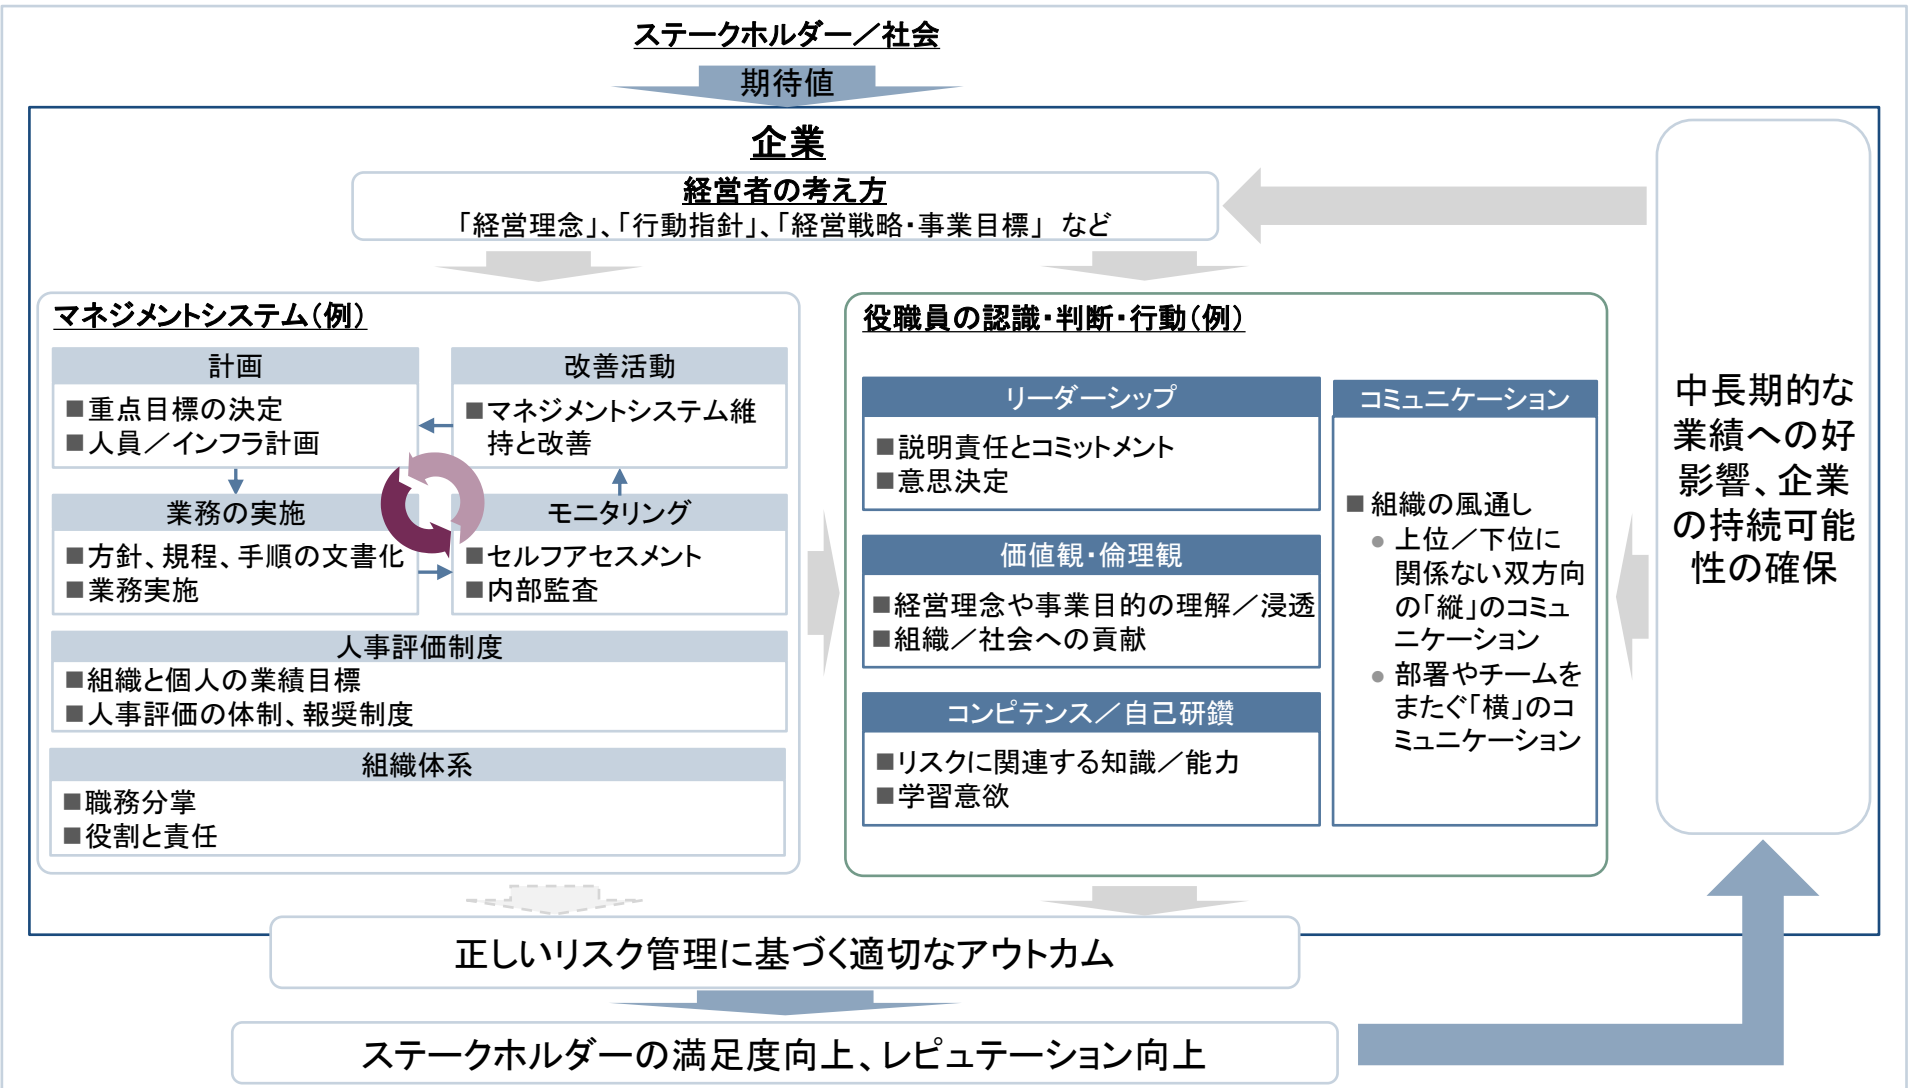 ステークホルダー／社会
期待値
企業
経営者の考え方
「経営理念」、「行動指針」、「経営戦略・事業目標」 など
マネジメントシステム（例）
計画
■重点目標の決定
■人員／インフラ計画
改善活動
■マネジメントシステム維
持と改善
業務の実施
■方針、規程、手順の文書化
■業務実施
モニタリング
■セルフアセスメント
■内部監査
人事評価制度
■組織と個人の業績目標
■人事評価の体制、報奨制度
組織体系
■職務分掌
■役割と責任
役職員の認識・判断・行動（例）
リーダーシップ
■説明責任とコミットメント
■意思決定
価値観・倫理観
■経営理念や事業目的の理解／浸透
■組織／社会への貢献
コンピテンス／自己研鑽
■リスクに関連する知識／能力
■学習意欲
コミュニケーション
■組織の風通し
● 上位／下位に
関係ない双方向
の「縦」のコミュ
ニケーション
● 部署やチームを
またぐ「横」のコ
ミュニケーション
中長期的な
業績への好
影響、企業
の持続可能
性の確保
正しいリスク管理に基づく適切なアウトカム
ステークホルダーの満足度向上、レピュテーション向上